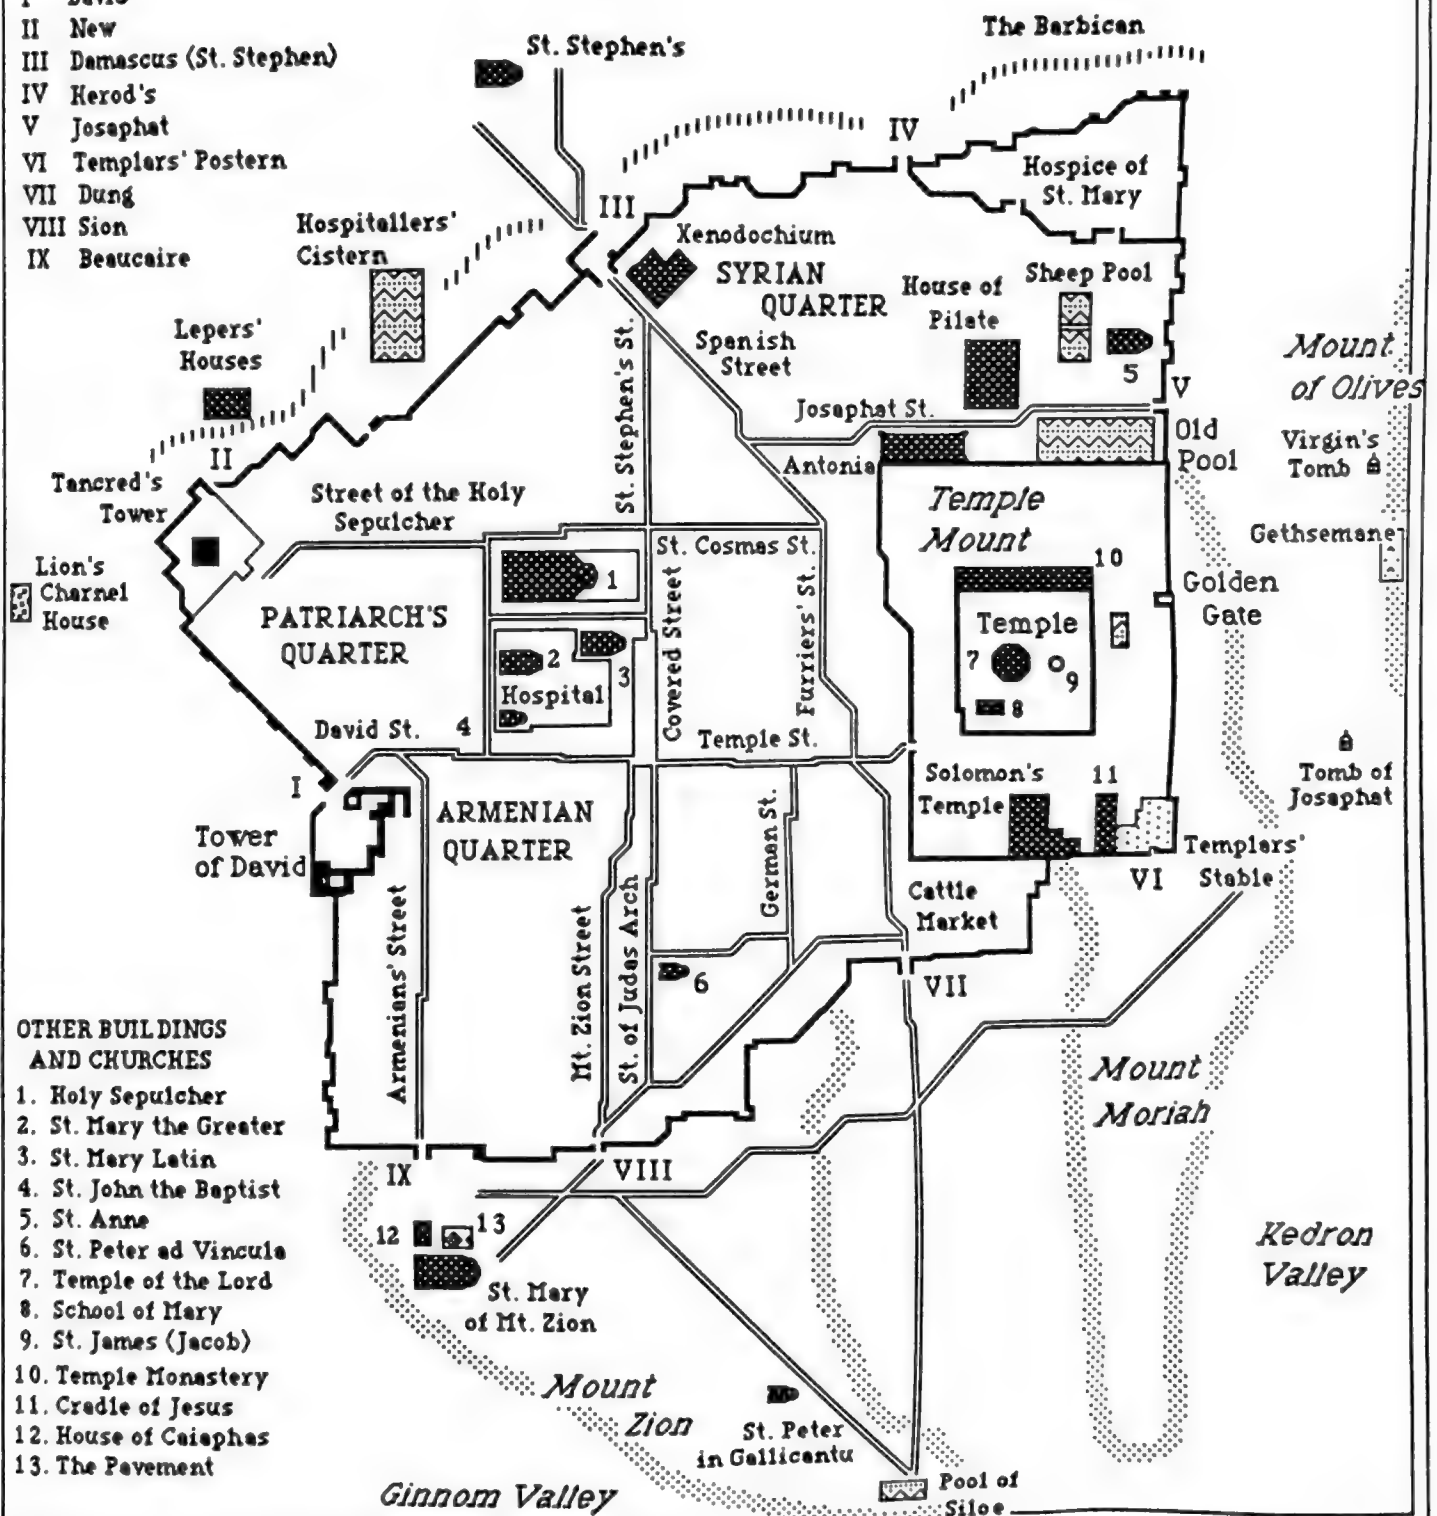 I David
II New
III Damascus (St. Stephen)
IV Herod's
V Josaphat
VI Templars' Postern
VII Dung
VIII Sion
IX Beaucaire
St. Stephen's
The Barbican
IV
Hospice of
St. Mary
III
Hospitallers'
Cistern
Xenodochium
SYRIAN
QUARTER
House of
Pilate
Sheep Pool
5
V
Mount
of Olives
Lepers'
Houses
Spanish
Street
St. Stephen's St.
Josaphat St.
Old
Pool
Virgin's
Tomb
II
Antonia
Tancred's
Tower
Street of the Holy
Sepulcher
Temple
Mount
Gethsemane
St. Cosmas St.
10
Lion's
Charnel
House
1
Golden
Gate
PATRIARCH'S
QUARTER
Covered Street
Furriers' St.
Temple
7
9
8
2
3
Hospital
4
David St.
Temple St.
I
Solomon's
Temple
11
Tomb of
Josaphat
ARMENIAN
QUARTER
Tower
of David
German St.
Templars'
Stable
VI
Cattle
Market
Armenians' Street
Mt. Zion Street
St. of Judas Arch
6
VII
Mount
Moriah
OTHER BUILDINGS
AND CHURCHES
1. Holy Sepulcher
2. St. Mary the Greater
3. St. Mary Latin
4. St. John the Baptist
5. St. Anne
6. St. Peter ad Vincula
7. Temple of the Lord
8. School of Mary
9. St. James (Jacob)
10. Temple Monastery
11. Cradle of Jesus
12. House of Caiaphas
13. The Pavement
IX
VIII
12
13
St. Mary
of Mt. Zion
Kedron
Valley
Mount
Zion
St. Peter
in Gallicantu
Ginnom Valley
Pool of
Siloe